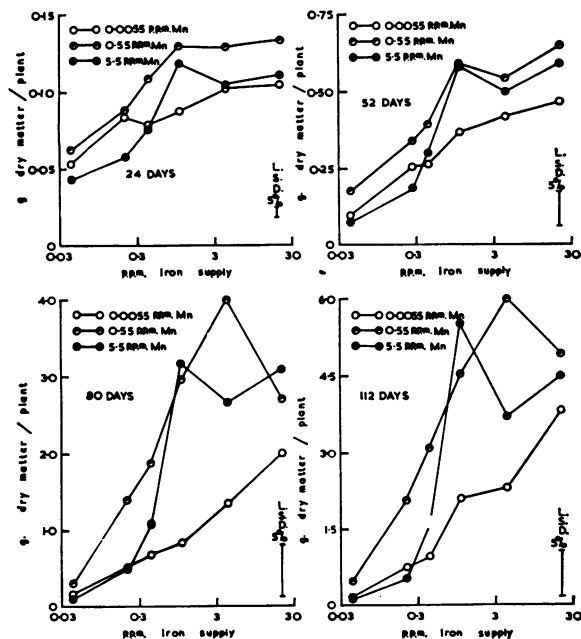 0·15
0·10
0·05
0
0·0055 P.P.M. Mn
0·55 P.P.M. Mn
5·5 P.P.M. Mn
24 DAYS
g. dry matter / plant
0·03 0·3 3 30
P.P.M. Iron supply
L.S.D. 5%
0·75
0·50
0·25
0
0·0055 P.P.M. Mn
0·55 P.P.M. Mn
5·5 P.P.M. Mn
52 DAYS
g. dry matter / plant
0·03 0·3 3 30
P.P.M. Iron supply
L.S.D. 5%
4·0
3·0
2·0
1·0
0
0·0055 P.P.M. Mn
0·55 P.P.M. Mn
5·5 P.P.M. Mn
80 DAYS
g. dry matter / plant
0·03 0·3 3 30
P.P.M. Iron supply
L.S.D. 5%
6·0
4·5
1·5
0
0·0055 P.P.M. Mn
0·55 P.P.M. Mn
5·5 P.P.M. Mn
112 DAYS
g. dry matter / plant
0·03 0·3 3 30
P.P.M. Iron supply
L.S.D. 5%